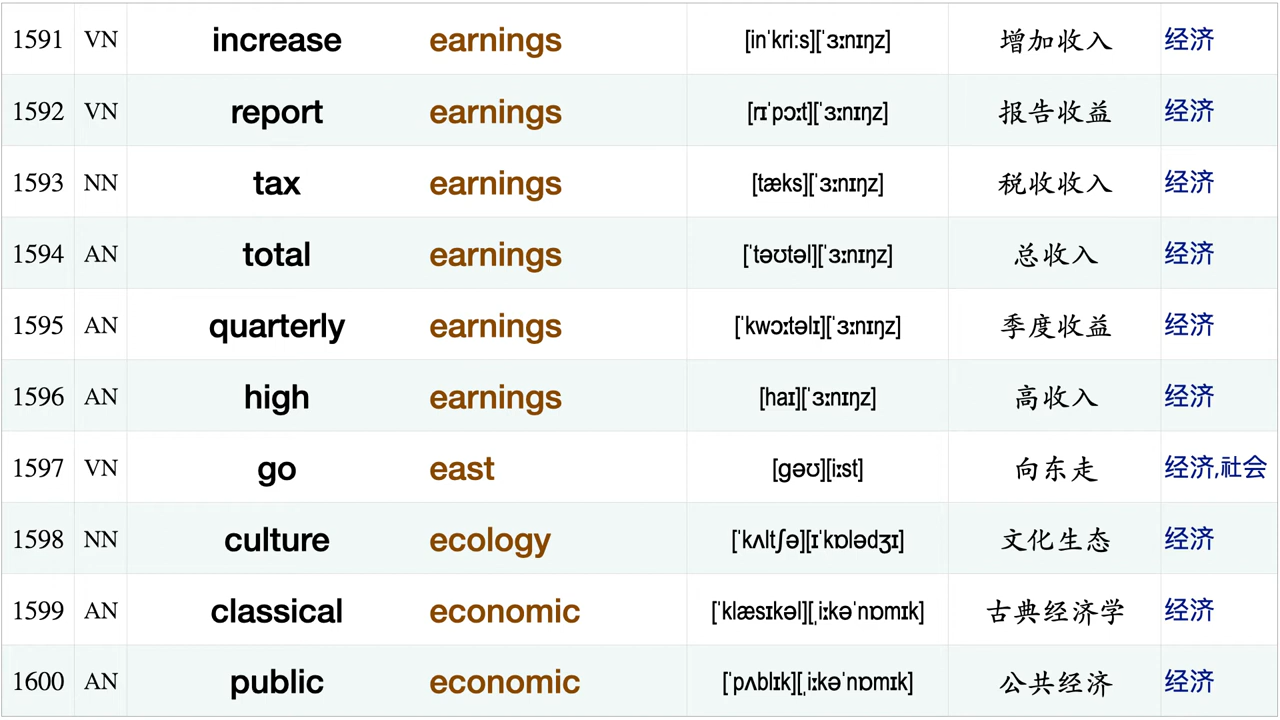 1591 VN increase earnings [inˈkriːs][ˈɜːnɪŋz] 增加收入 经济
1592 VN report earnings [rɪˈpɔːt][ˈɜːnɪŋz] 报告收益 经济
1593 NN tax earnings [tæks][ˈɜːnɪŋz] 税收收入 经济
1594 AN total earnings [ˈtəʊtəl][ˈɜːnɪŋz] 总收入 经济
1595 AN quarterly earnings [ˈkwɔːtəlɪ][ˈɜːnɪŋz] 季度收益 经济
1596 AN high earnings [haɪ][ˈɜːnɪŋz] 高收入 经济
1597 VN go east [gəʊ][iːst] 向东走 经济,社会
1598 NN culture ecology [ˈkʌltʃə][ɪˈkɒlədʒɪ] 文化生态 经济
1599 AN classical economic [ˈklæsɪkəl][ˌiːkəˈnɒmɪk] 古典经济学 经济
1600 AN public economic [ˈpʌblɪk][ˌiːkəˈnɒmɪk] 公共经济 经济